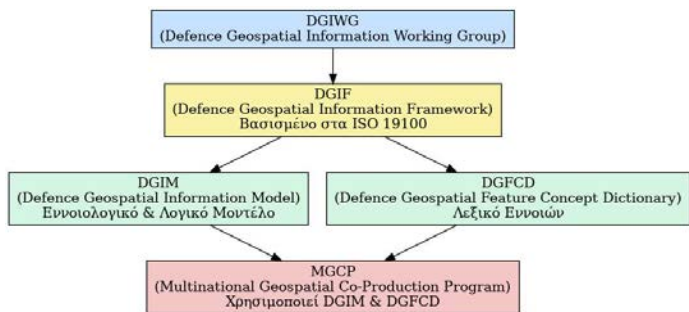 DGIWG
(Defence Geospatial Information Working Group)
DGIF
(Defence Geospatial Information Framework)
Βασισμένο στα ISO 19100
DGIM
(Defence Geospatial Information Model)
Εννοιολογικό & Λογικό Μοντέλο
DGFCD
(Defence Geospatial Feature Concept Dictionary)
Λεξικό Εννοιών
MGCP
(Multinational Geospatial Co-Production Program)
Χρησιμοποιεί DGIM & DGFCD